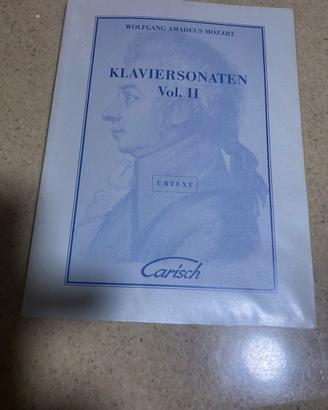 WOLFGANG AMADEUS MOZART
KLAVIERSONATEN
Vol. II
URTEXT
Carisch